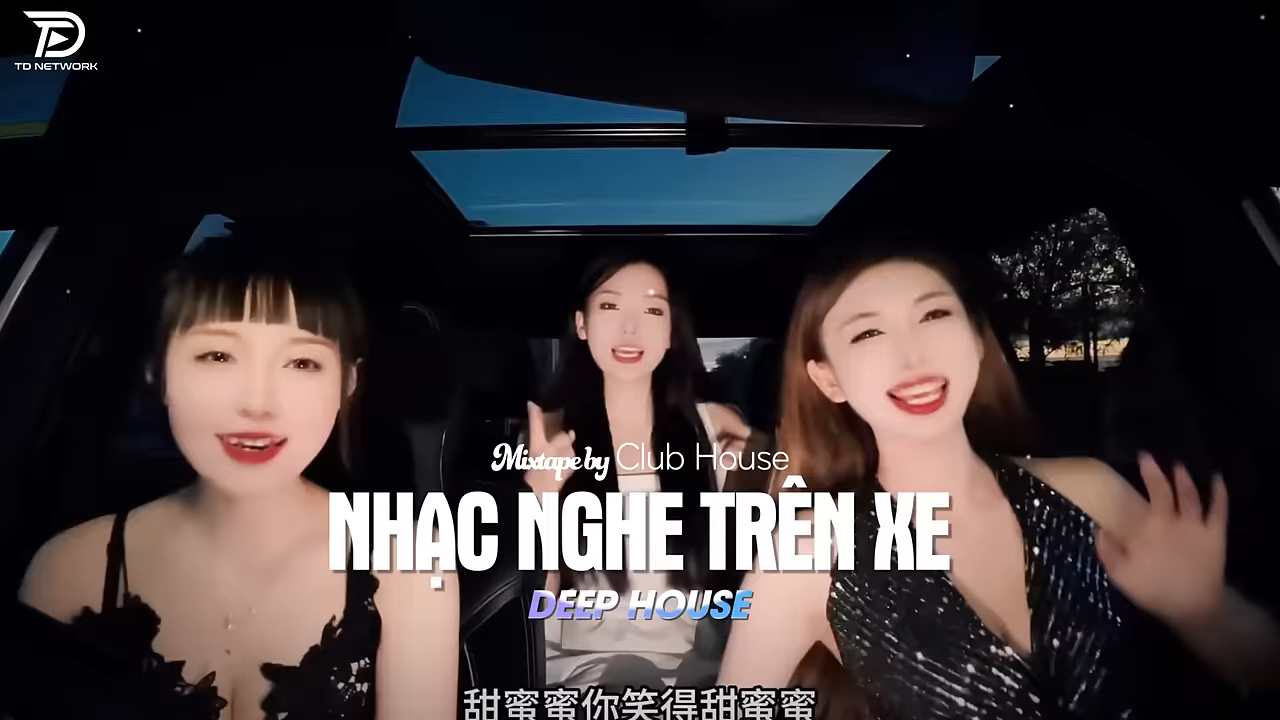 TD NETWORK
Mixtape by Club House
NHẠC NGHE TRÊN XE
DEEP HOUSE
甜蜜蜜你笑得甜蜜蜜